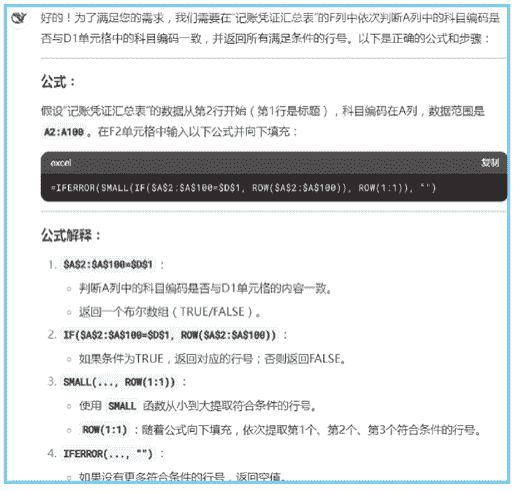 好的！为了满足您的需求，我们需要在“记账凭证汇总表”的F列中依次判断A列中的科目编码是
否与D1单元格中的科目编码一致，并返回所有满足条件的行号。以下是正确的公式和步骤：
公式：
假设“记账凭证汇总表”的数据从第2行开始（第1行是标题），科目编码在A列，数据范围是
A2:A100。在F2单元格中输入以下公式并向下填充：
excel 复制
=IFERROR(SMALL(IF($A$2:$A$100=$D$1, ROW($A$2:$A$100)), ROW(1:1)), "")
公式解释：
1. $A$2:$A$100=$D$1：
◦ 判断A列中的科目编码是否与D1单元格的内容一致。
◦ 返回一个布尔数组（TRUE/FALSE）。
2. IF($A$2:$A$100=$D$1, ROW($A$2:$A$100))：
◦ 如果条件为TRUE，返回对应的行号；否则返回FALSE。
3. SMALL(..., ROW(1:1))：
◦ 使用 SMALL 函数从小到大提取符合条件的行号。
◦ ROW(1:1)：随着公式向下填充，依次提取第1个、第2个、第3个符合条件的行号。
4. IFERROR(..., "")：
◦ 如果没有更多符合条件的行号，返回空值。